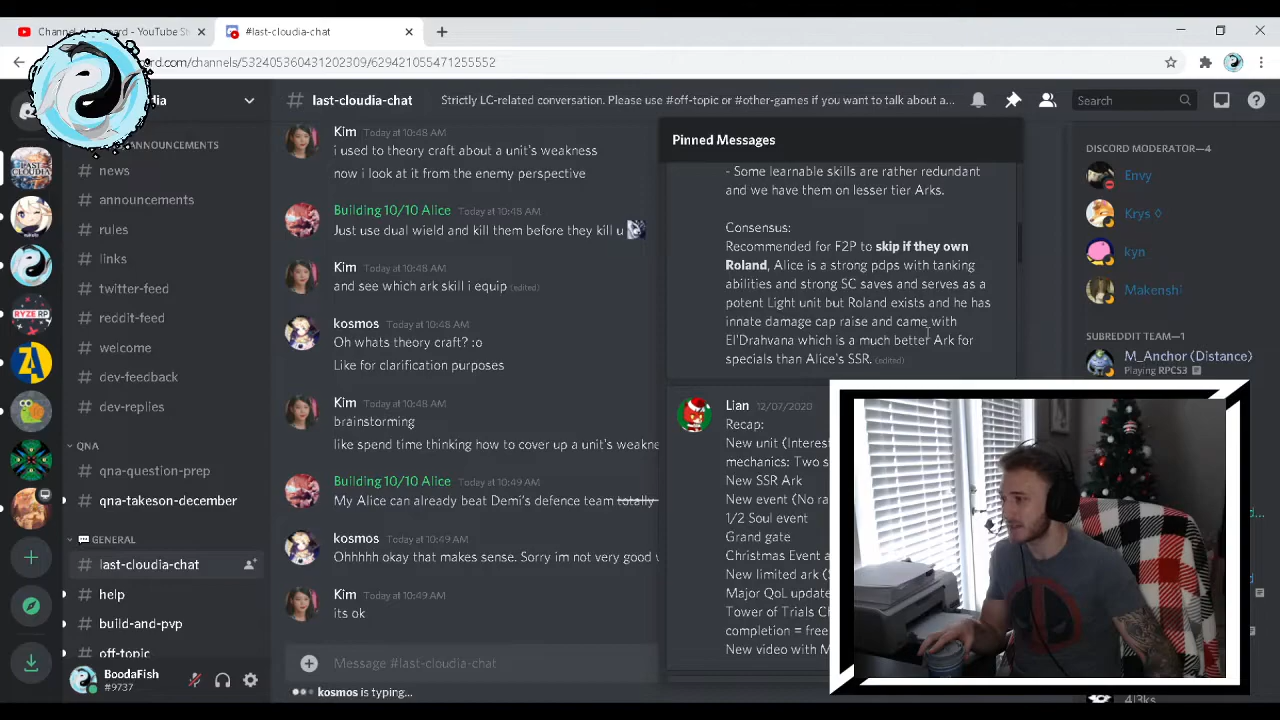 Channel dashboard - YouTube St
#last-cloudia-chat
.com/channels/532405360431202309/629421055471255552
# last-cloudia-chat
Strictly LC-related conversation. Please use #off-topic or #other-games if you want to talk about a...
Search
ANNOUNCEMENTS
# news
# announcements
# rules
# links
# twitter-feed
# reddit-feed
# welcome
# dev-feedback
# dev-replies
QNA
# qna-question-prep
# qna-takeson-december
GENERAL
# last-cloudia-chat
# help
# build-and-pvp
# off-topic
BoodaFish
#9737
Kim Today at 10:48 AM
i used to theory craft about a unit's weakness
now i look at it from the enemy perspective
Building 10/10 Alice Today at 10:48 AM
Just use dual wield and kill them before they kill u
Kim Today at 10:48 AM
and see which ark skill i equip (edited)
kosmos Today at 10:48 AM
Oh whats theory craft? :o
Like for clarification purposes
Kim Today at 10:48 AM
brainstorming
like spend time thinking how to cover up a unit's weakne
Building 10/10 Alice Today at 10:49 AM
My Alice can already beat Demi's defence team totally
kosmos Today at 10:49 AM
Ohhhhh okay that makes sense. Sorry im not very good
Kim Today at 10:49 AM
its ok
Message #last-cloudia-chat
kosmos is typing...
Pinned Messages
- Some learnable skills are rather redundant
and we have them on lesser tier Arks.
Consensus:
Recommended for F2P to skip if they own
Roland, Alice is a strong pdps with tanking
abilities and strong SC saves and serves as a
potent Light unit but Roland exists and he has
innate damage cap raise and came with
El'Drahvana which is a much better Ark for
specials than Alice's SSR. (edited)
Lian 12/07/2020
Recap:
New unit (Interes
mechanics: Two s
New SSR Ark
New event (No ra
1/2 Soul event
Grand gate
Christmas Event a
New limited ark (
Major QoL update
Tower of Trials Ch
completion = free
New video with M
DISCORD MODERATOR—4
Envy
Krys ◊
kyn
Makenshi
SUBREDDIT TEAM—1
M_Anchor (Distance)
Playing RPCS3